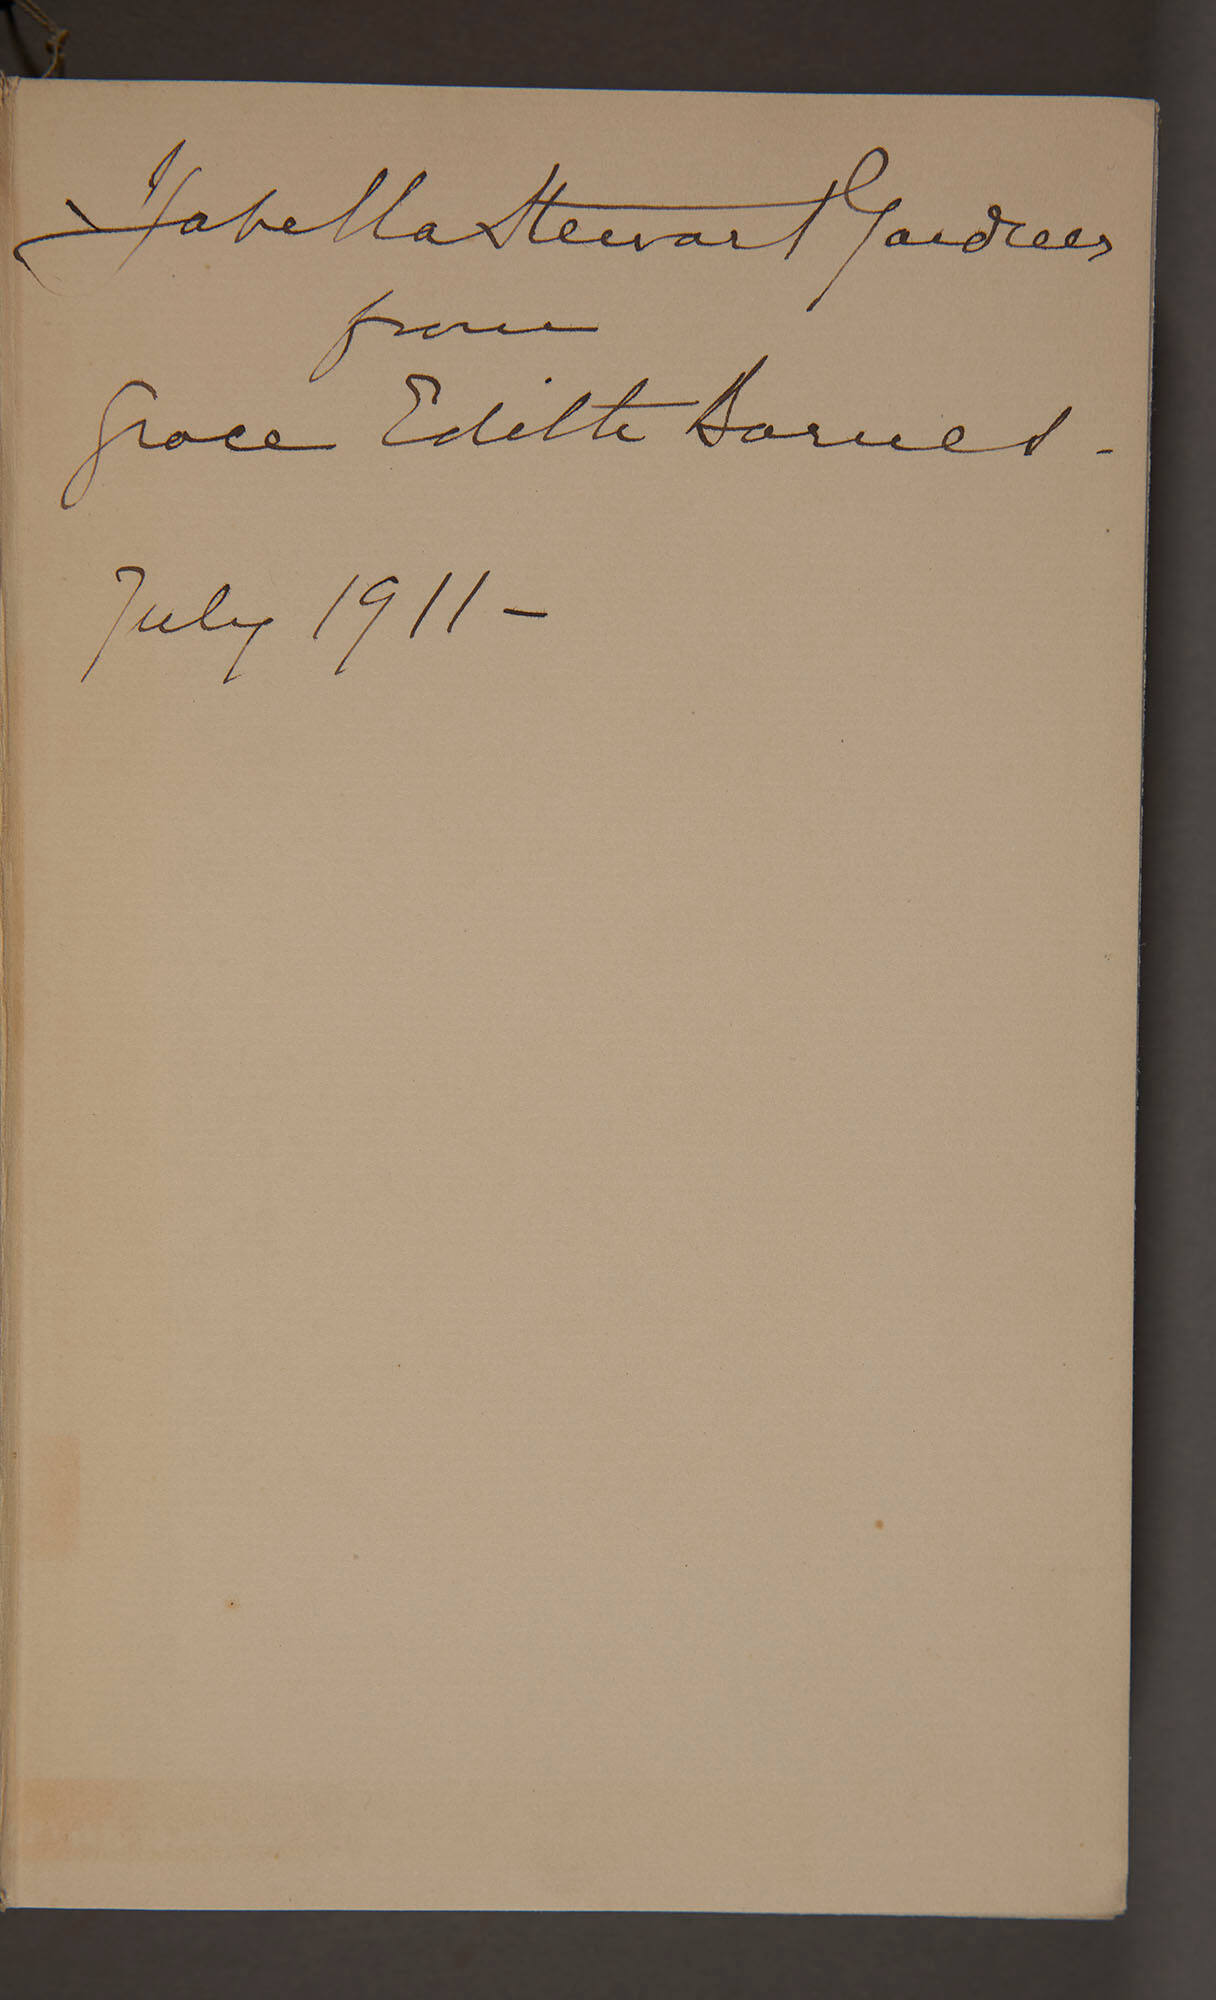 Isabella Stewart Gardner
from
Grace Edith Barnes -
July 1911 -